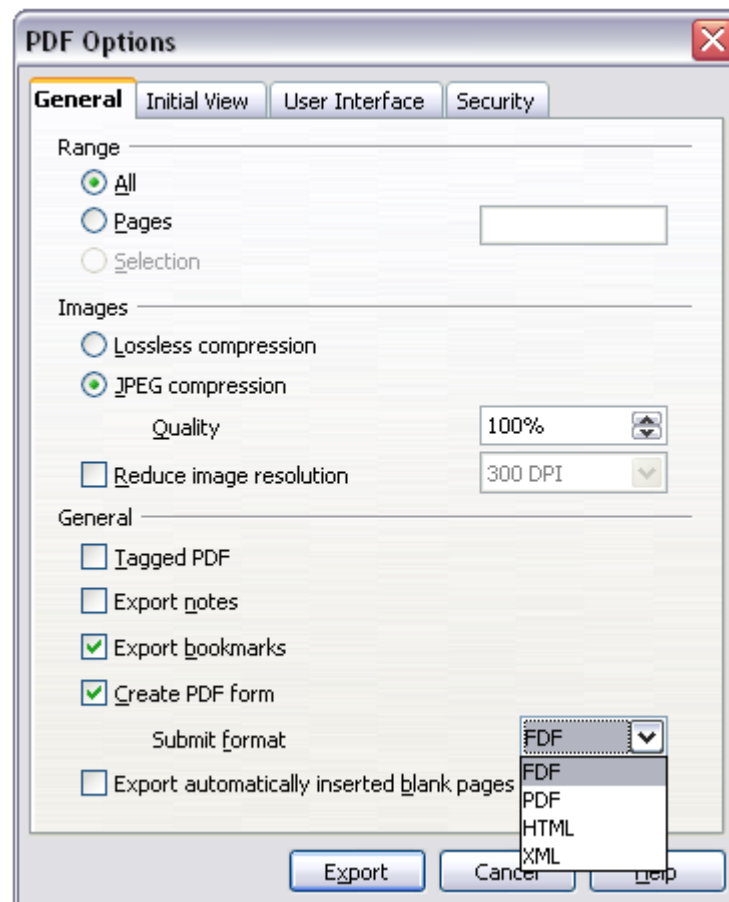 PDF Options
General Initial View User Interface Security
Range
All
Pages
Selection
Images
Lossless compression
JPEG compression
Quality 100%
Reduce image resolution 300 DPI
General
Tagged PDF
Export notes
Export bookmarks
Create PDF form
Submit format FDF
FDF
Export automatically inserted blank pages
PDF
HTML
XML
Export Cancel Help